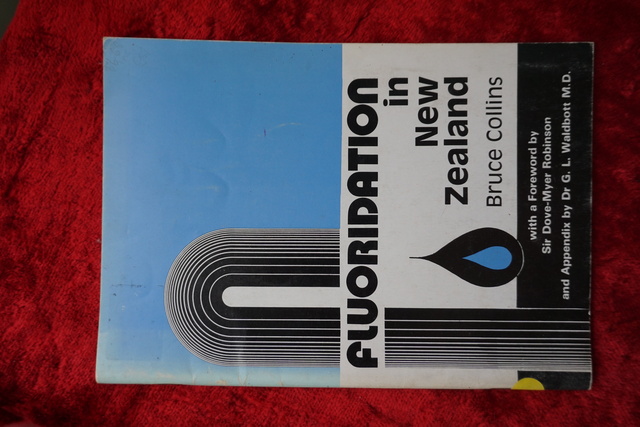 FLUORIDATION
in
New
Zealand
Bruce Collins
with a Foreword by
Sir Dove-Myer Robinson
and Appendix by Dr G. L. Waldbott M.D.